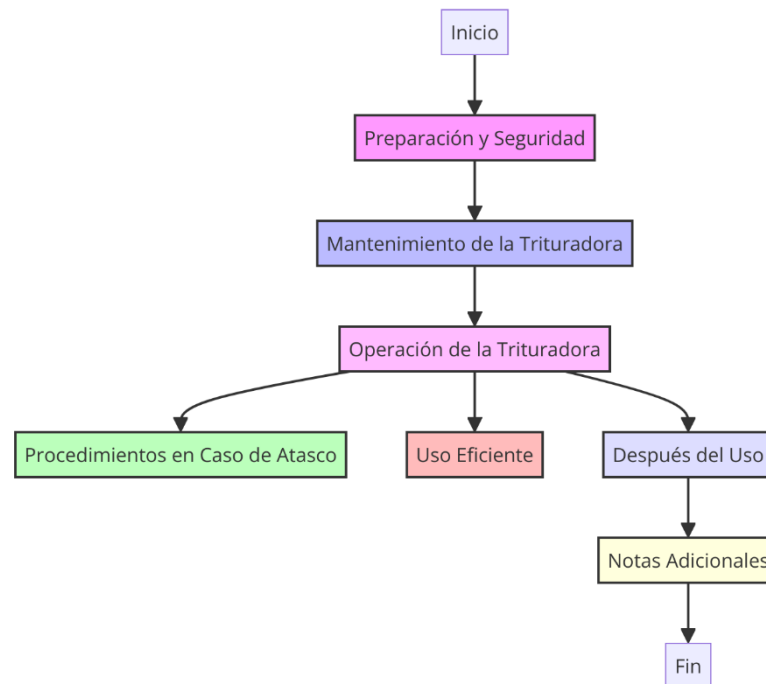 Inicio
Preparación y Seguridad
Mantenimiento de la Trituradora
Operación de la Trituradora
Procedimientos en Caso de Atasco
Uso Eficiente
Después del Uso
Notas Adicionales
Fin